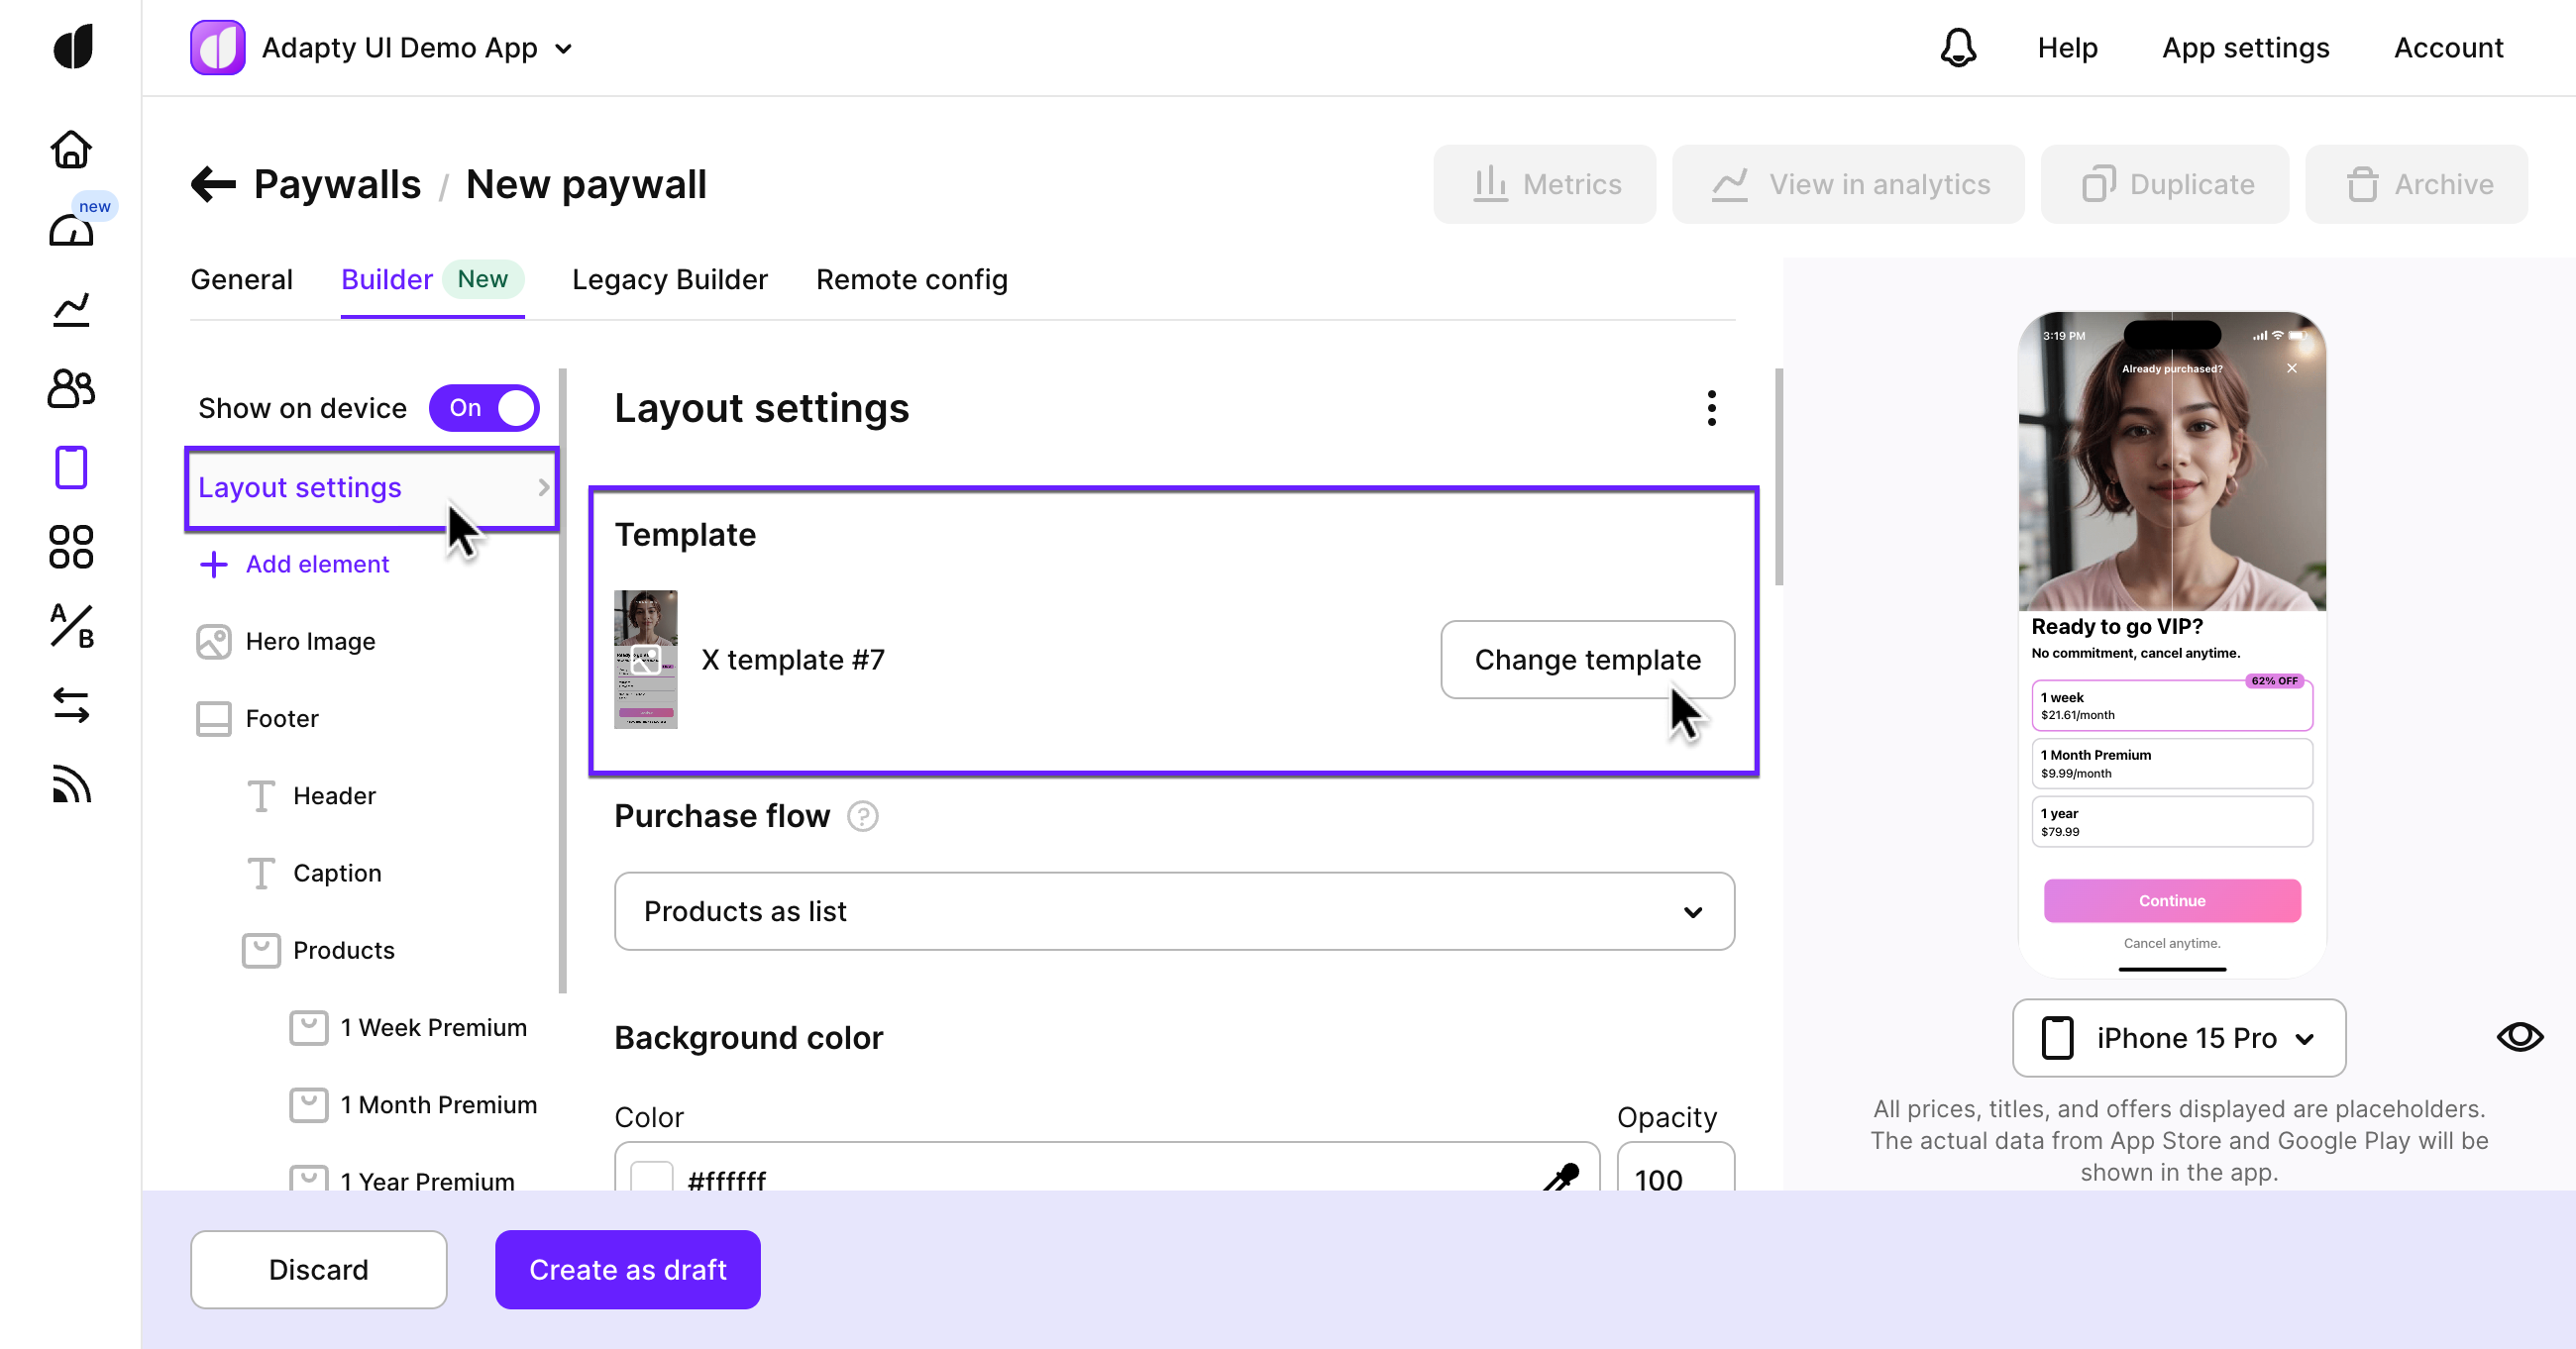 Adapty UI Demo App
Help
App settings
Account
new
Paywalls / New paywall
Metrics
View in analytics
Duplicate
Archive
General
Builder New
Legacy Builder
Remote config
Show on device On
Layout settings
Add element
Hero Image
Footer
Header
Caption
Products
1 Week Premium
1 Month Premium
1 Year Premium
Layout settings
Template
X template #7
Change template
Purchase flow ?
Products as list
Background color
Color
Opacity
#ffffff
100
3:19 PM
Already purchased?
Ready to go VIP?
No commitment, cancel anytime.
62% OFF
1 week
$21.61/month
1 Month Premium
$9.99/month
1 year
$79.99
Continue
Cancel anytime.
iPhone 15 Pro
All prices, titles, and offers displayed are placeholders.
The actual data from App Store and Google Play will be
shown in the app.
A/B
Discard
Create as draft